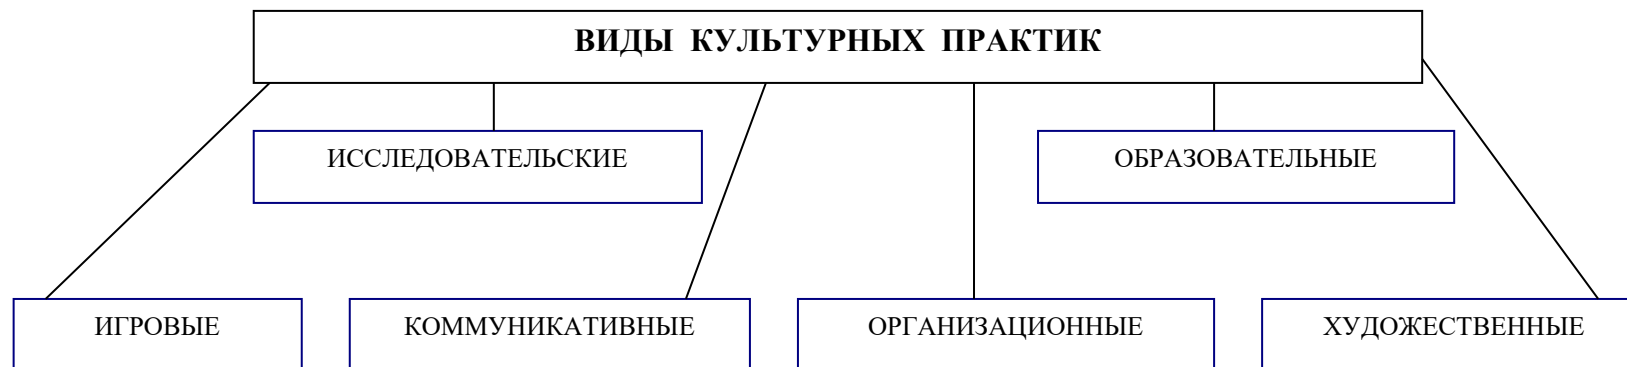 ВИДЫ КУЛЬТУРНЫХ ПРАКТИК
ИССЛЕДОВАТЕЛЬСКИЕ
ОБРАЗОВАТЕЛЬНЫЕ
ИГРОВЫЕ
КОММУНИКАТИВНЫЕ
ОРГАНИЗАЦИОННЫЕ
ХУДОЖЕСТВЕННЫЕ